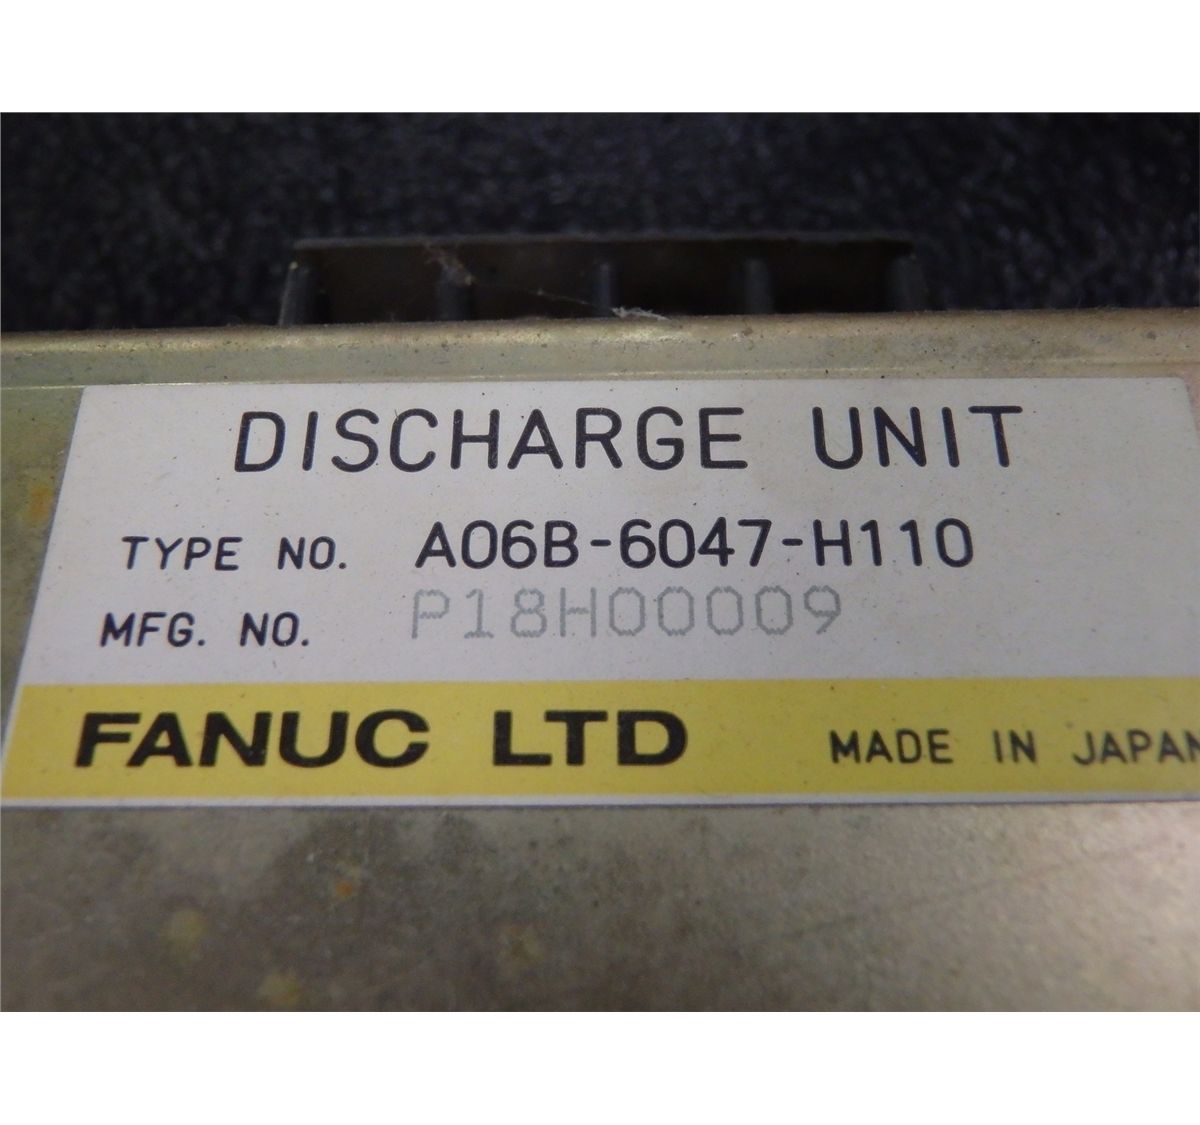 DISCHARGE UNIT
TYPE NO. A06B-6047-H110
MFG. NO. P18H00009
FANUC LTD MADE IN JAPAN